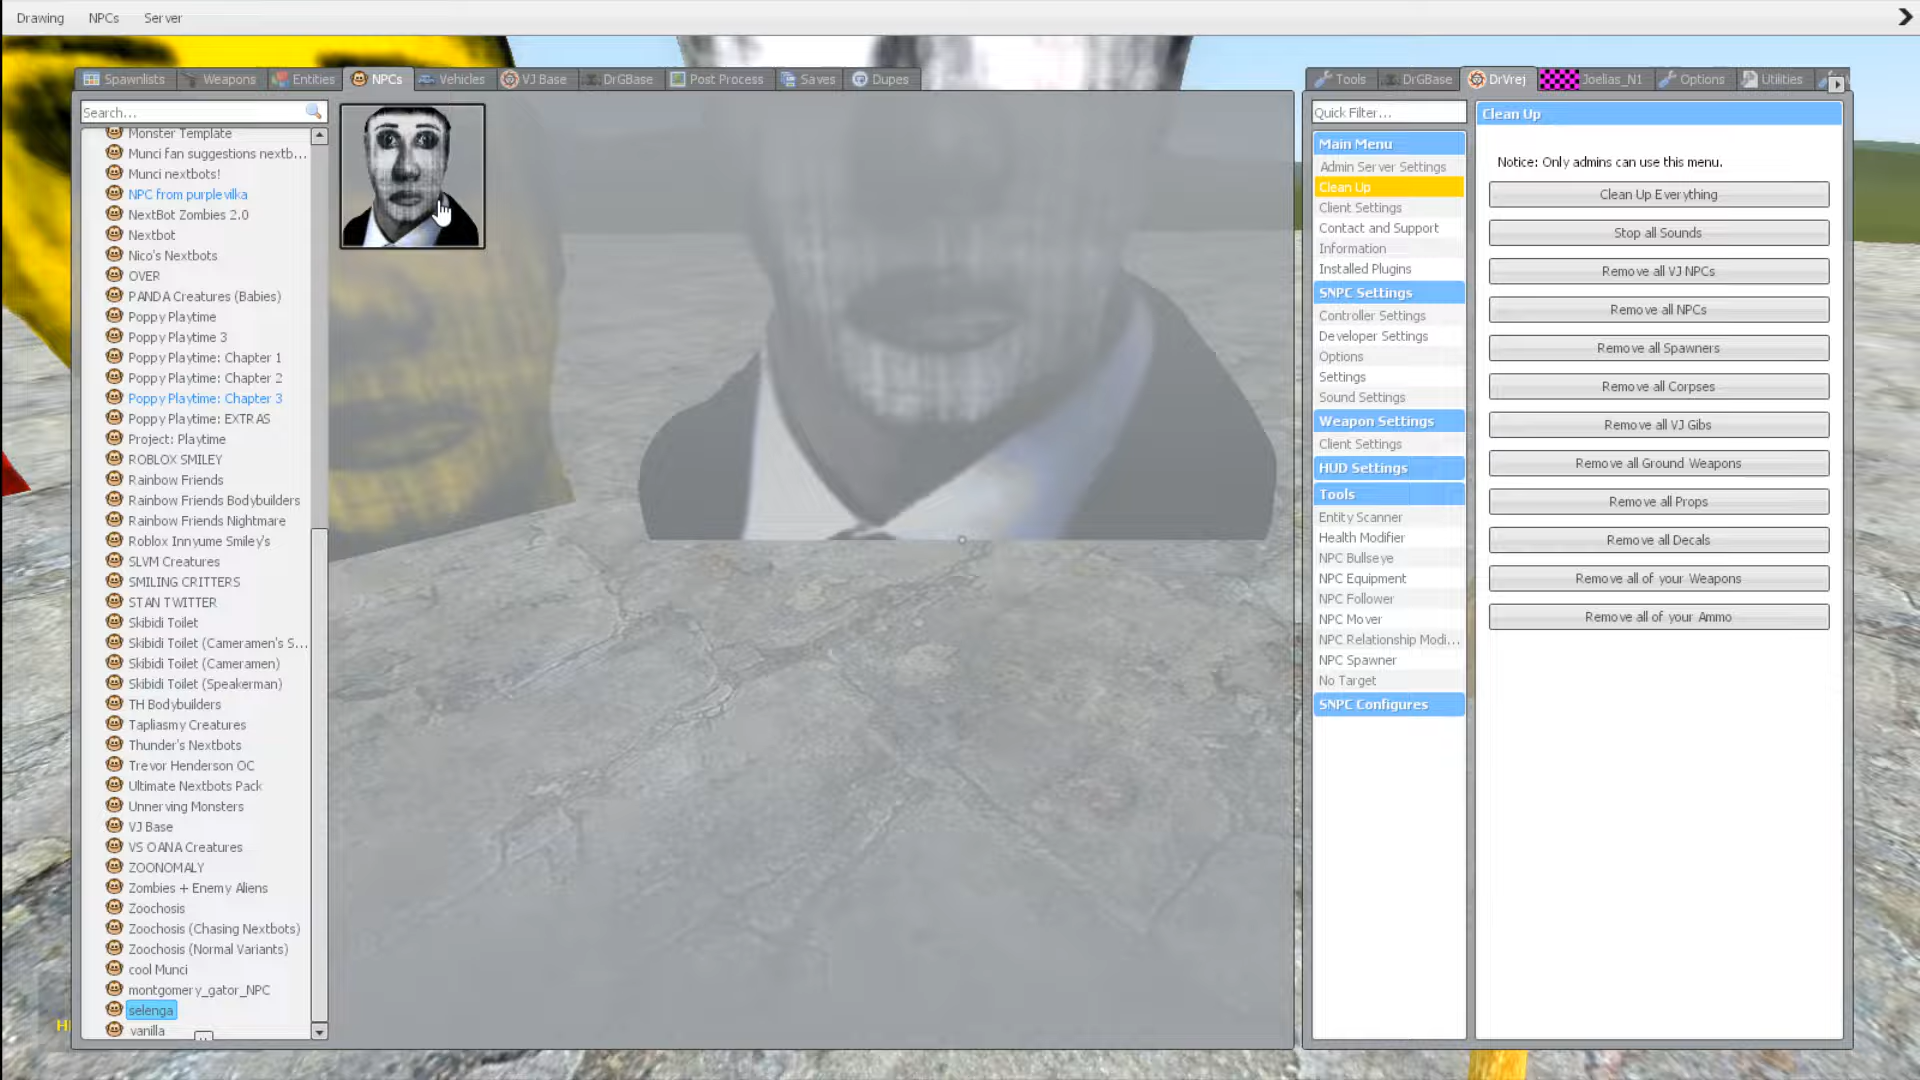 Drawing NPCs Server
Spawnlists Weapons Entities NPCs Vehicles VJ Base DrGBase Post Process Saves Dupes
Search...
Monster Template
Munci fan suggestions nextb...
Munci nextbots!
NPC from purplevilka
NextBot Zombies 2.0
Nextbot
Nico's Nextbots
OVER
PANDA Creatures (Babies)
Poppy Playtime
Poppy Playtime 3
Poppy Playtime: Chapter 1
Poppy Playtime: Chapter 2
Poppy Playtime: Chapter 3
Poppy Playtime: EXTRAS
Project: Playtime
ROBLOX SMILEY
Rainbow Friends
Rainbow Friends Bodybuilders
Rainbow Friends Nightmare
Roblox Innyume Smiley's
SLVM Creatures
SMILING CRITTERS
STAN TWITTER
Skibidi Toilet
Skibidi Toilet (Cameramen's S...
Skibidi Toilet (Cameramen)
Skibidi Toilet (Speakerman)
TH Bodybuilders
Tapliasmy Creatures
Thunder's Nextbots
Trevor Henderson OC
Ultimate Nextbots Pack
Unnerving Monsters
VJ Base
VS OANA Creatures
ZOONOMALY
Zombies + Enemy Aliens
Zoochosis
Zoochosis (Chasing Nextbots)
Zoochosis (Normal Variants)
cool Munci
montgomery_gator_NPC
selenga
vanilla
Tools DrGBase DrVrej Joelias_N1 Options Utilities
Quick Filter...
Main Menu
Admin Server Settings
Clean Up
Client Settings
Contact and Support
Information
Installed Plugins
SNPC Settings
Controller Settings
Developer Settings
Options
Settings
Sound Settings
Weapon Settings
Client Settings
HUD Settings
Tools
Entity Scanner
Health Modifier
NPC Bullseye
NPC Equipment
NPC Follower
NPC Mover
NPC Relationship Modi...
NPC Spawner
No Target
SNPC Configures
Clean Up
Notice: Only admins can use this menu.
Clean Up Everything
Stop all Sounds
Remove all VJ NPCs
Remove all NPCs
Remove all Spawners
Remove all Corpses
Remove all VJ Gibs
Remove all Ground Weapons
Remove all Props
Remove all Decals
Remove all of your Weapons
Remove all of your Ammo